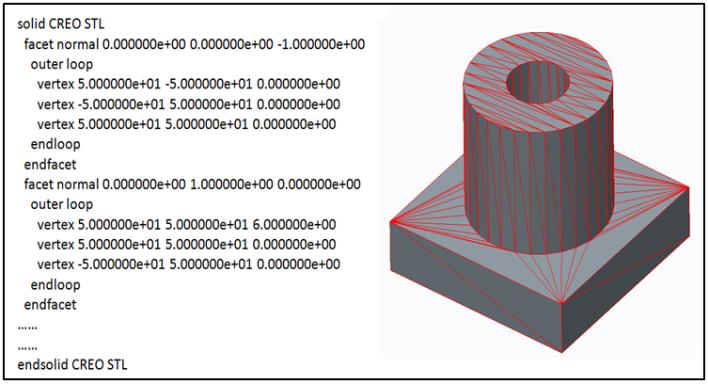 solid CREO STL
facet normal 0.000000e+00 0.000000e+00 -1.000000e+00
outer loop
vertex 5.000000e+01 -5.000000e+01 0.000000e+00
vertex -5.000000e+01 5.000000e+01 0.000000e+00
vertex 5.000000e+01 5.000000e+01 0.000000e+00
endloop
endfacet
facet normal 0.000000e+00 1.000000e+00 0.000000e+00
outer loop
vertex 5.000000e+01 5.000000e+01 6.000000e+00
vertex 5.000000e+01 5.000000e+01 0.000000e+00
vertex -5.000000e+01 5.000000e+01 0.000000e+00
endloop
endfacet
......
......
endsolid CREO STL